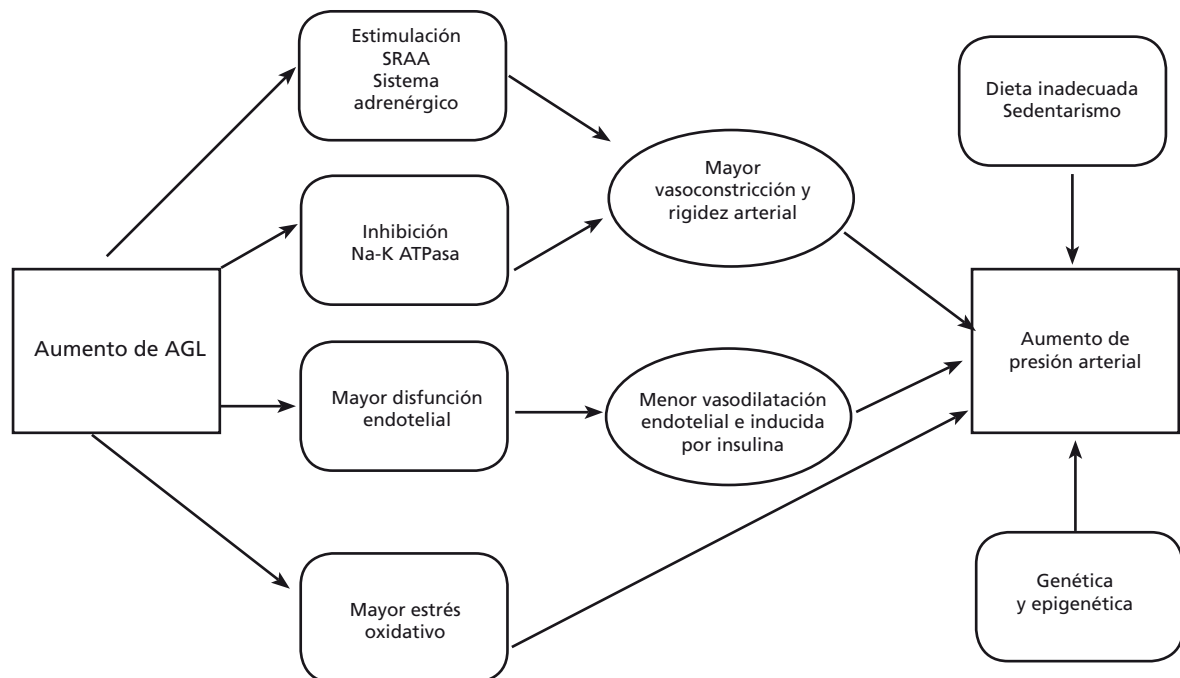 Estimulación
SRAA
Sistema
adrenérgico
Dieta inadecuada
Sedentarismo
Mayor
vasoconstricción y
rigidez arterial
Inhibición
Na-K ATPasa
Aumento de AGL
Aumento de
presión arterial
Mayor disfunción
endotelial
Menor vasodilatación
endotelial e inducida
por insulina
Genética
y epigenética
Mayor estrés
oxidativo